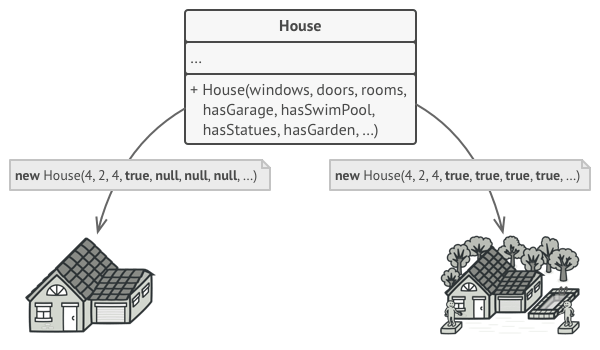 House
...
+ House(windows, doors, rooms,
hasGarage, hasSwimPool,
hasStatues, hasGarden, ...)
new House(4, 2, 4, true, null, null, null, ...)
new House(4, 2, 4, true, true, true, true, ...)